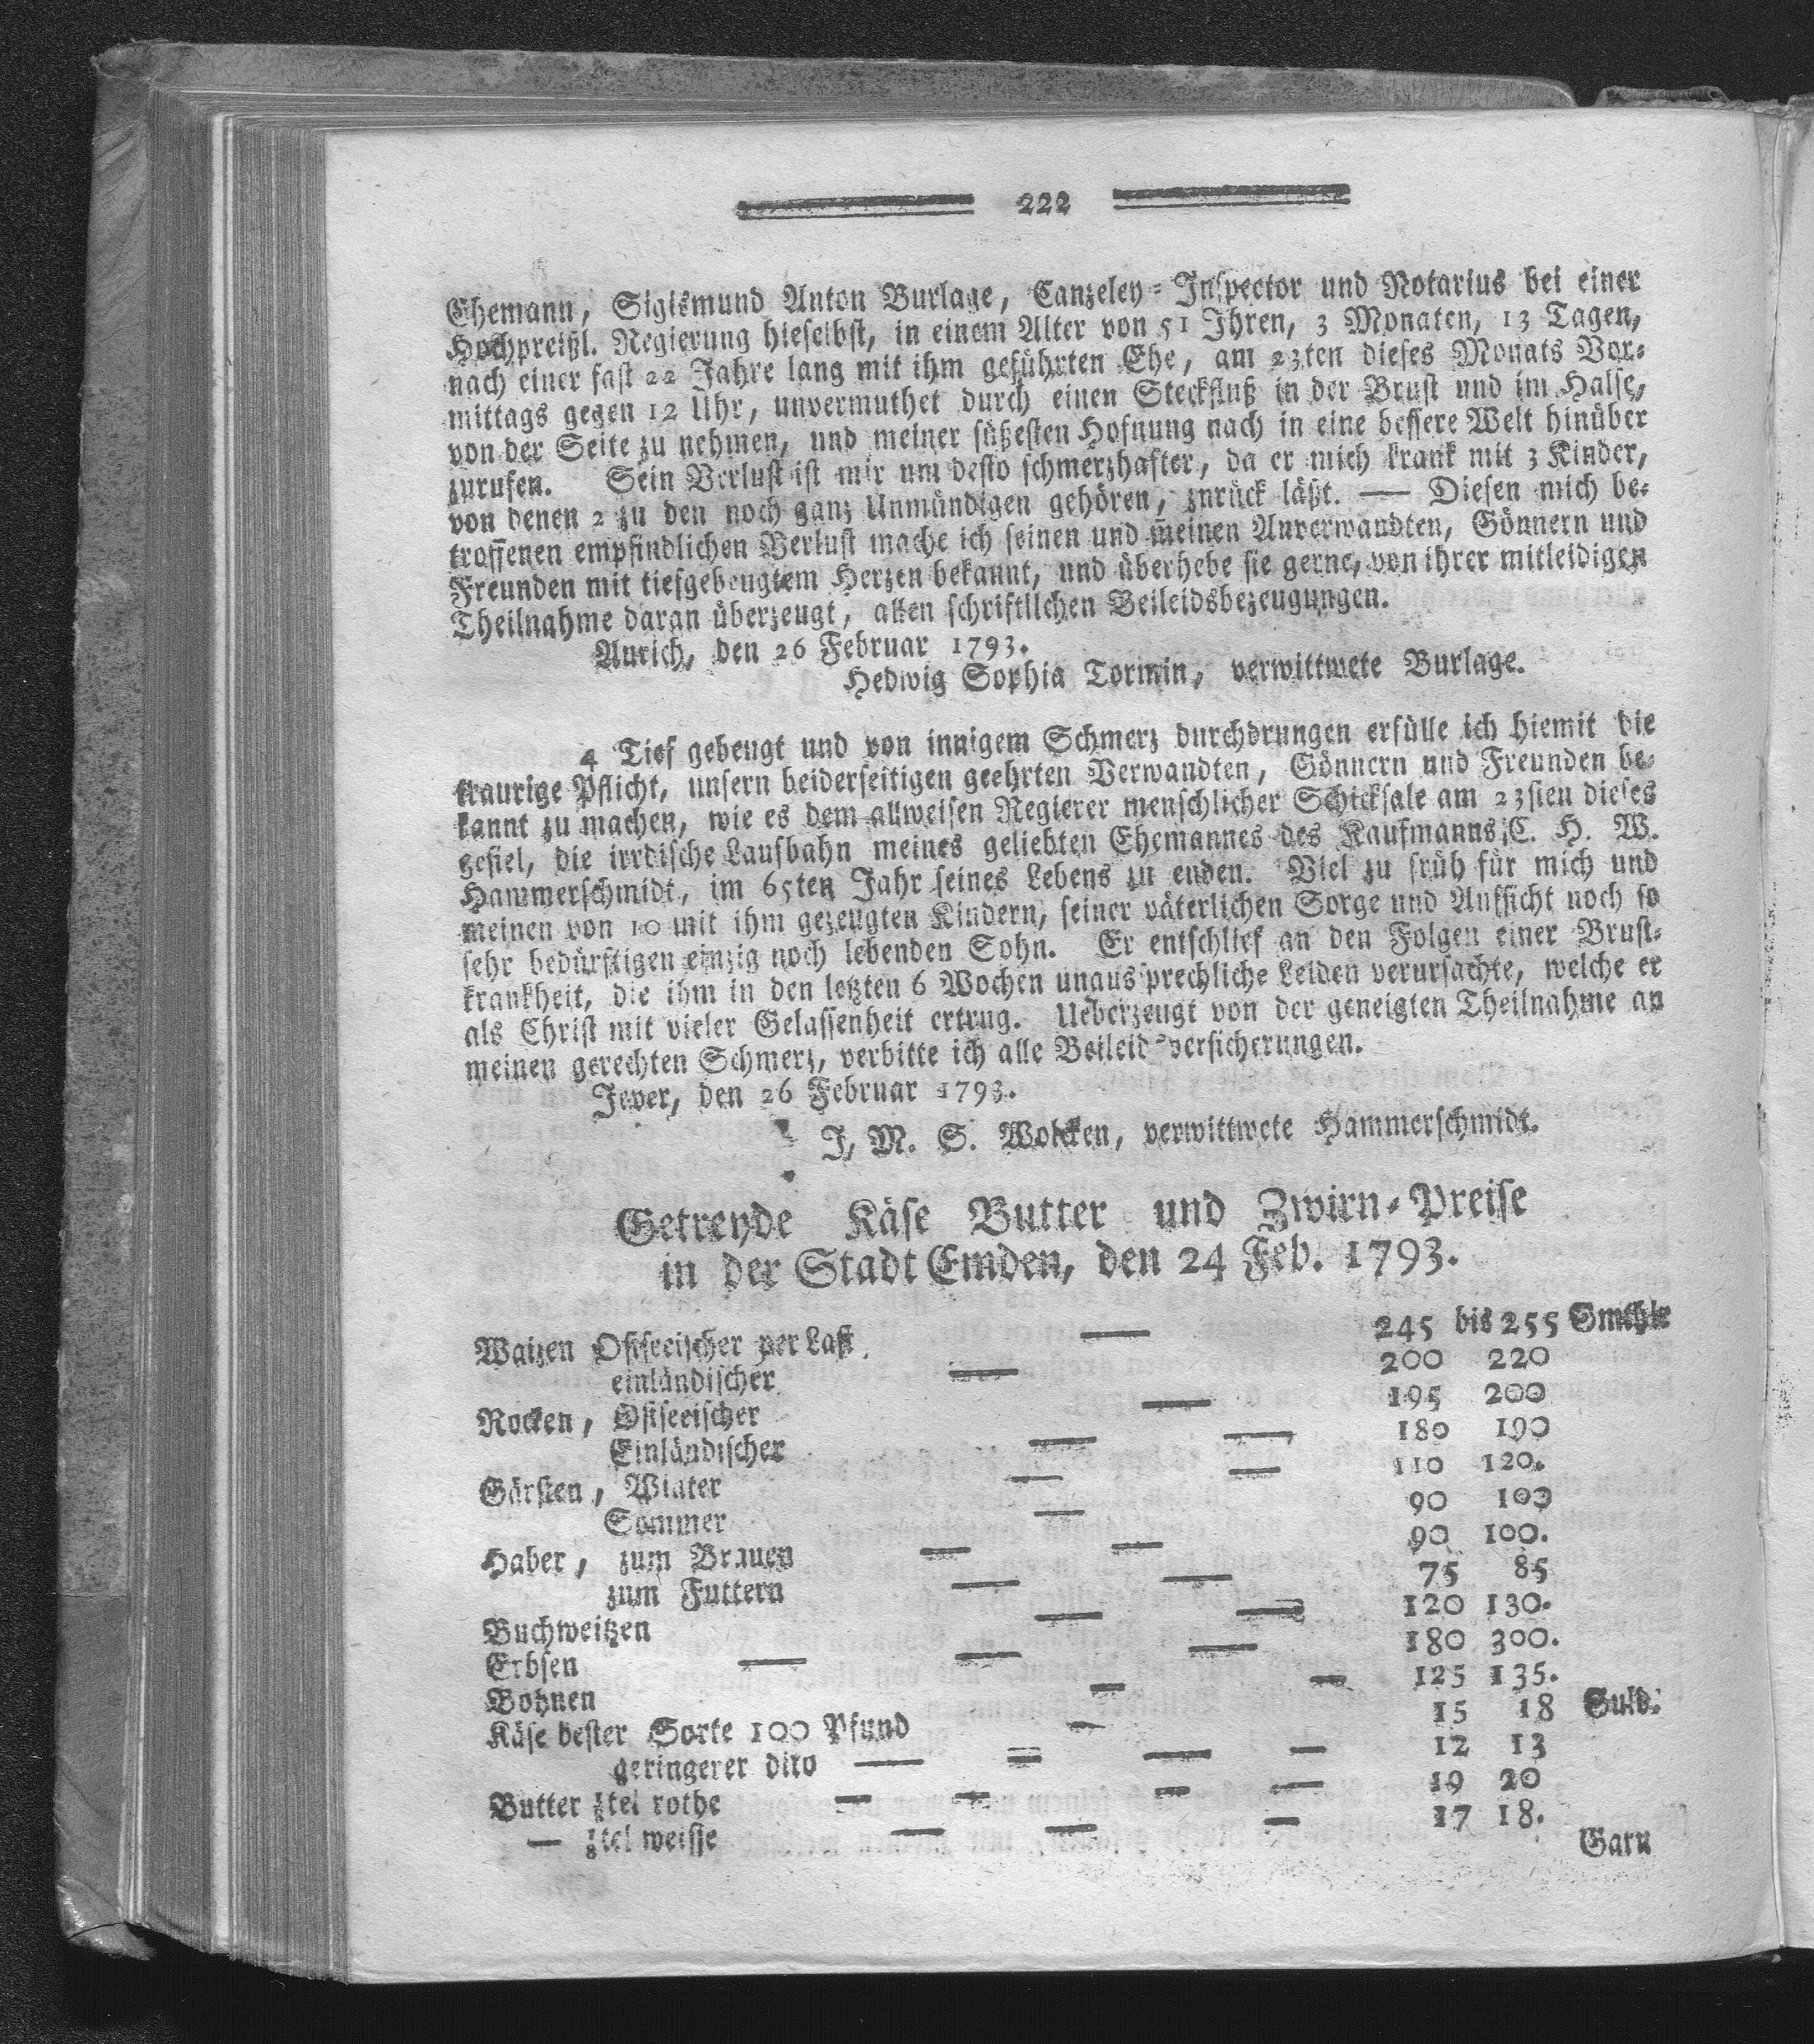 222
Ehemann, Sigismund Anton Burlage, Canzeley-Inspector und Notarius bei einer
Hochpreißl. Regierung hieselbst, in einem Alter von 51 Jhren, 3 Monaten, 13 Tagen,
nach einer fast 22 Jahre lang mit ihm geführten Ehe, am 23ten dieses Monats Vor-
mittags gegen 12 Uhr, unvermuthet durch einen Steckfluß in der Brust und im Halse,
von der Seite zu nehmen, und meiner süßesten Hofnung nach in eine bessere Welt hinüber
zurufen. Sein Verlust ist mir um desto schmerzhafter, da er mich krank mit 3 Kinder,
von denen 2 zu den noch ganz Unmündigen gehören, zurück läßt. — Diesen mich be-
troffenen empfindlichen Verlust mache ich seinen und meinen Anverwandten, Gönnern und
Freunden mit tiefgebeugtem Herzen bekannt, und überhebe sie gerne, von ihrer mitleidigen
Theilnahme daran überzeugt, allen schriftlichen Beileidsbezeugungen.
Aurich, den 26 Februar 1793.
Hedwig Sophia Tormin, verwittwete Burlage.
4 Tief gebeugt und von innigem Schmerz durchdrungen erfülle ich hiemit die
traurige Pflicht, unsern beiderseitigen geehrten Verwandten, Gönnern und Freunden be-
kannt zu machen, wie es dem allweisen Regierer menschlicher Schicksale am 23sten dieses
gefiel, die irrdische Laufbahn meines geliebten Ehemannes des Kaufmanns C. H. W.
Hammerschmidt, im 65ten Jahr seines Lebens zu enden. Viel zu früh für mich und
meinen von 10 mit ihm gezeugten Kindern, seiner väterlichen Sorge und Aufsicht noch so
sehr bedürftigen einzig noch lebenden Sohn. Er entschlief an den Folgen einer Brust-
krankheit, die ihm in den letzten 6 Wochen unaussprechliche Leiden verursachte, welche er
als Christ mit vieler Gelassenheit ertrug. Ueberzeugt von der geneigten Theilnahme an
meinen gerechten Schmerz, verbitte ich alle Beileid-versicherungen.
Jever, den 26 Februar 1793.
J, M. S. Wolcken, verwittwete Hammerschmidt.
Getreyde Käse Butter und Zwirn-Preise
in der Stadt Emden, den 24 Feb. 1793.
Waizen Ostseeischer per Last — 245 bis 255 Gmthlr
einländischer — 200 220
Rocken, Ostseeischer — 195 200
Einländischer — — 180 190
Gärsten, Winter — — 110 120.
Sommer — 90 100
Haber, zum Brauen — — 90 100.
zum Futtern — — 75 85
Buchweitzen — — 120 130.
Erbsen — — — 180 300.
Bohnen — — 125 135.
Käse bester Sorte 100 Pfund — 15 18 Guld.
geringerer dito — — — — 12 13
Butter ⅛tel rothe — — — — 19 20
— ⅛tel weisse — — — 17 18.
Garn